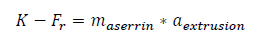 K − F_r = m_aserrin * a_extrusion